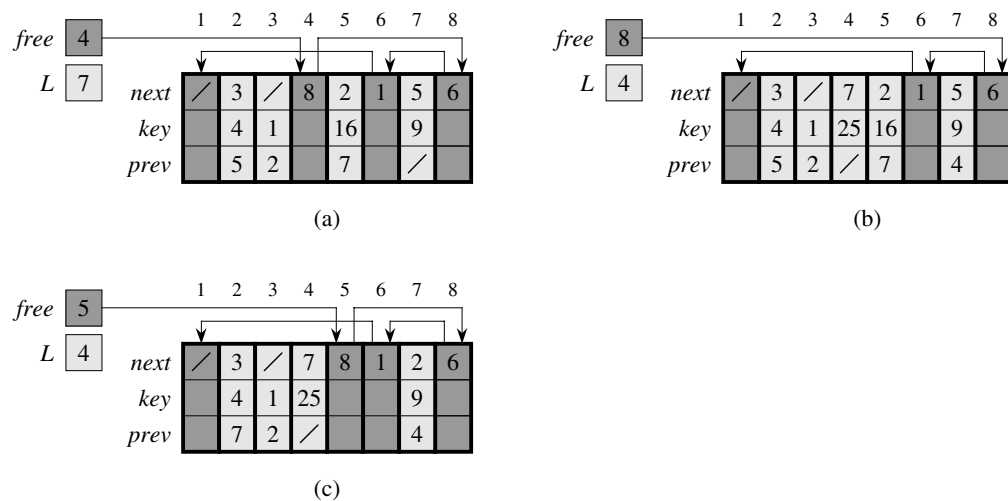 1 2 3 4 5 6 7 8
free 4
L 7
next / 3 / 8 2 1 5 6
key 4 1 16 9
prev 5 2 7 /
(a)
1 2 3 4 5 6 7 8
free 8
L 4
next / 3 / 7 2 1 5 6
key 4 1 25 16 9
prev 5 2 / 7 4
(b)
1 2 3 4 5 6 7 8
free 5
L 4
next / 3 / 7 8 1 2 6
key 4 1 25 9
prev 7 2 / 4
(c)